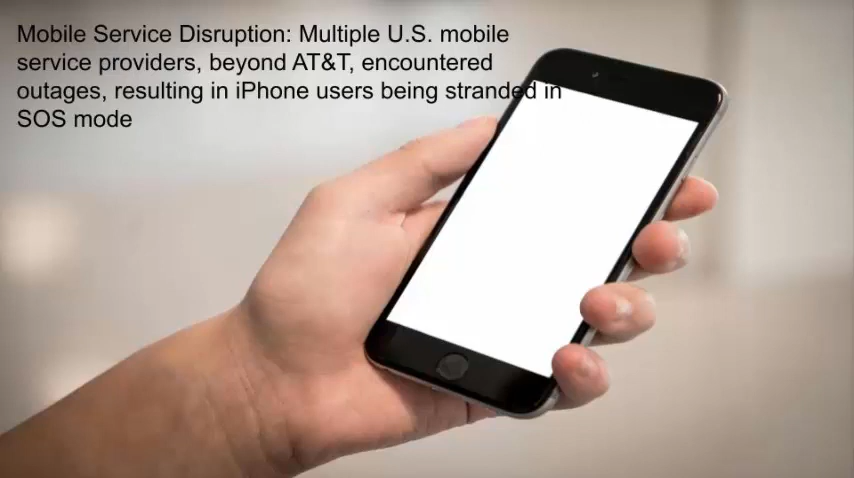 Mobile Service Disruption: Multiple U.S. mobile
service providers, beyond AT&T, encountered
outages, resulting in iPhone users being stranded in
SOS mode